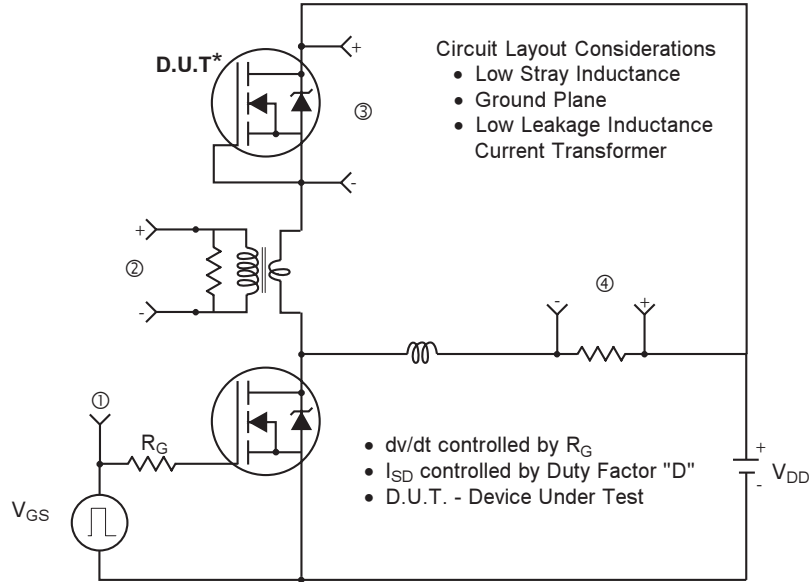 D.U.T*
+
③
-
Circuit Layout Considerations
• Low Stray Inductance
• Ground Plane
• Low Leakage Inductance
Current Transformer
+
②
-
④
- +
①
R_G
V_GS
• dv/dt controlled by R_G
• I_SD controlled by Duty Factor "D"
• D.U.T. - Device Under Test
+
V_DD
-